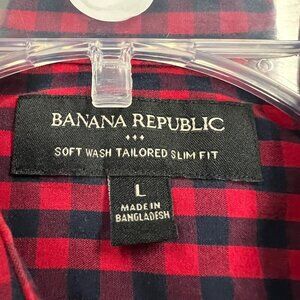 BANANA REPUBLIC
SOFT WASH TAILORED SLIM FIT
L
MADE IN
BANGLADESH